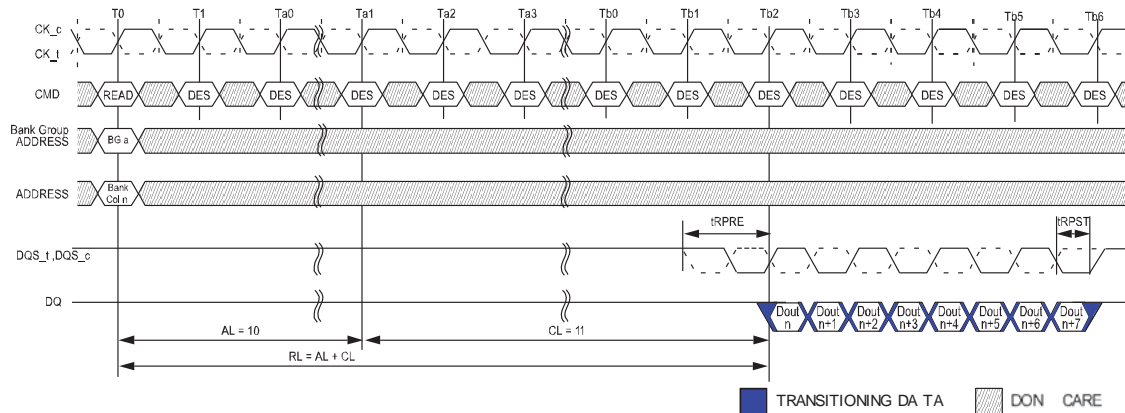 T0 T1 Ta0 Ta1 Ta2 Ta3 Tb0 Tb1 Tb2 Tb3 Tb4 Tb5 Tb6
CK_c
CK_t
CMD READ DES DES DES DES DES DES DES DES DES DES DES DES
Bank Group
ADDRESS
BG a
ADDRESS
Bank
Col n
tRPRE tRPST
DQS_t ,DQS_c
DQ
Dout Dout Dout Dout Dout Dout Dout Dout
n n+1 n+2 n+3 n+4 n+5 n+6 n+7
AL = 10 CL = 11
RL = AL + CL
TRANSITIONING DA TA DON CARE